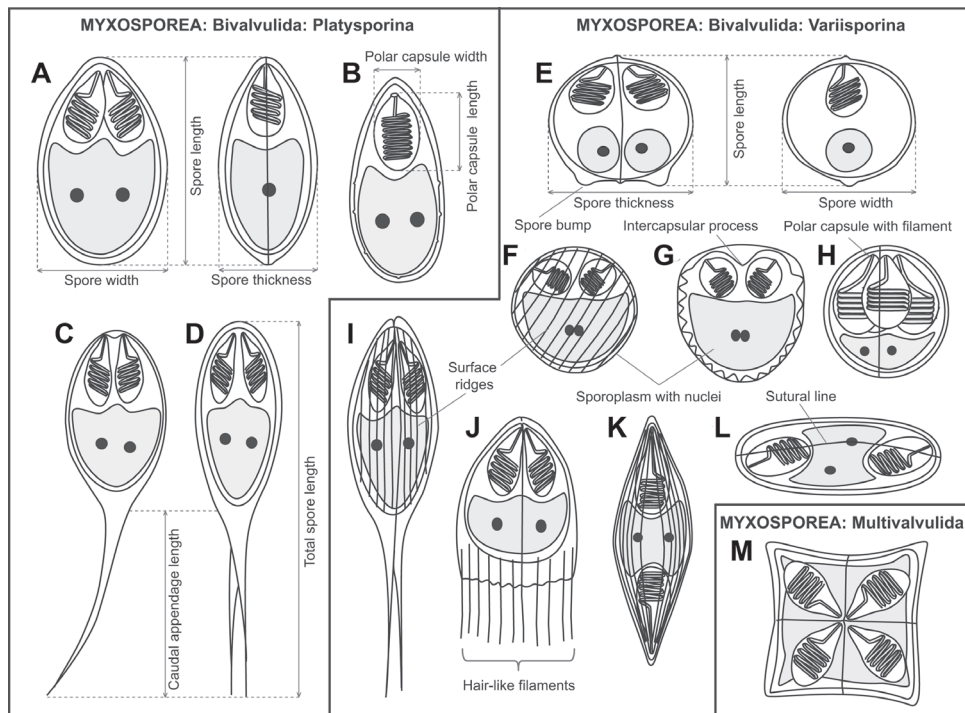 MYXOSPOREA: Bivalvulida: Platysporina
MYXOSPOREA: Bivalvulida: Variisporina
A
Spore length
Spore width
Spore thickness
B
Polar capsule width
Polar capsule length
E
Spore length
Spore thickness
Spore width
Spore bump
Intercapsular process
Polar capsule with filament
F
G
H
C
D
Caudal appendage length
Total spore length
I
Surface
ridges
Sporoplasm with nuclei
Sutural line
J
K
L
Hair-like filaments
MYXOSPOREA: Multivalvulida
M